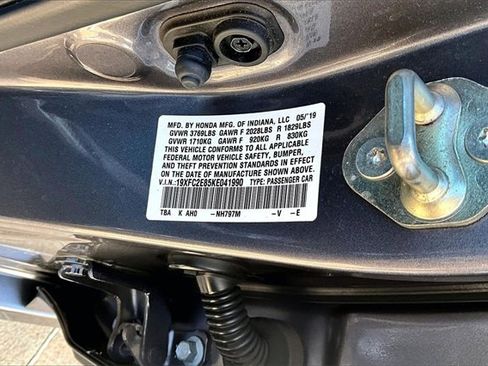 MFD. BY HONDA MFG. OF INDIANA, LLC 05/'19
GVWR 3769LBS GAWR F 2028LBS R 1829LBS
GVWR 1710KG GAWR F 920KG R 830KG
THIS VEHICLE CONFORMS TO ALL APPLICABLE
FEDERAL MOTOR VEHICLE SAFETY, BUMPER,
AND THEFT PREVENTION STANDARDS IN EFFECT
ON THE DATE OF MANUFACTURE SHOWN ABOVE.
V.I.N.:19XFC2E85KE041990 TYPE: PASSENGER CAR
TBA K AH0 -NH797M -V -E